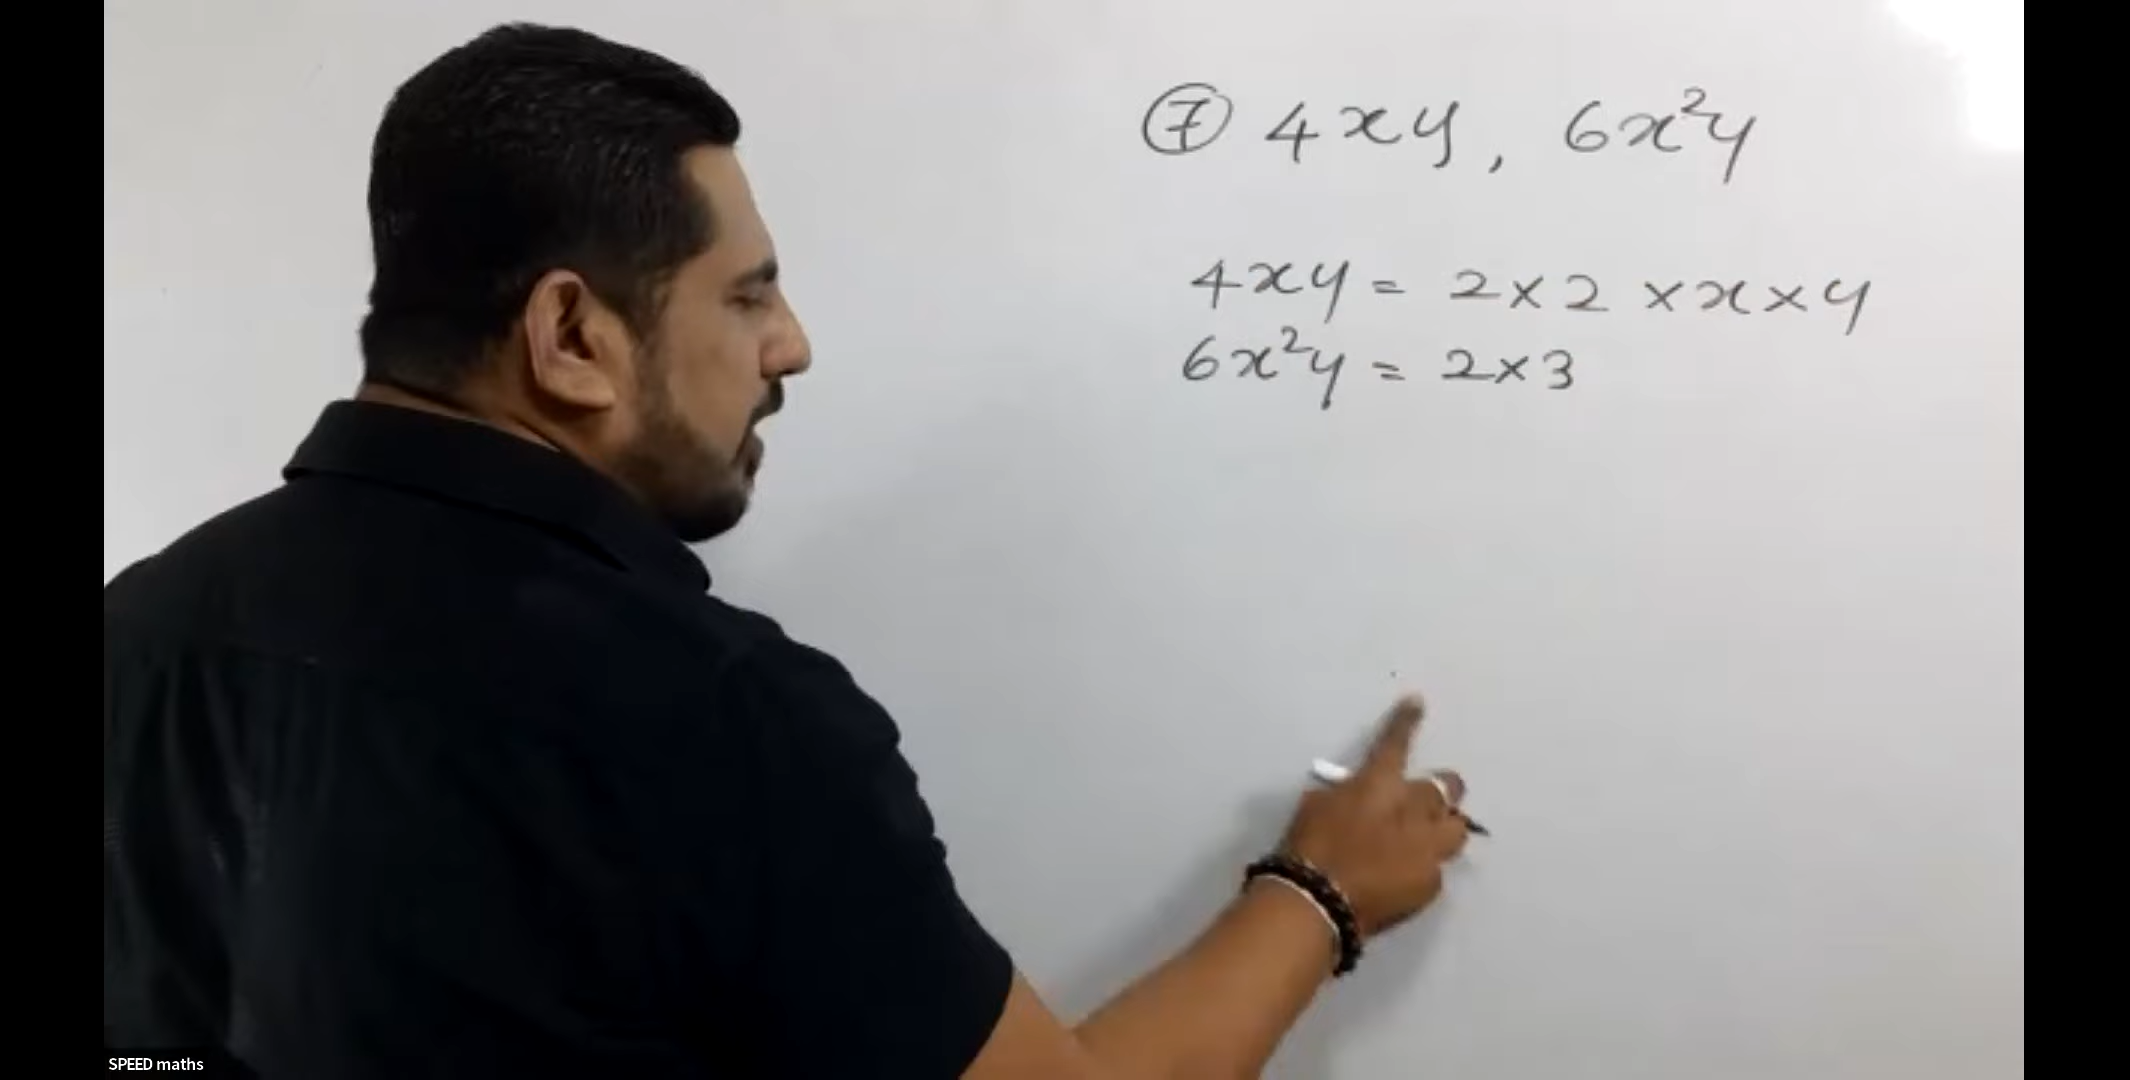 ⑦ 4xy, 6x²y
4xy = 2×2×x×y
6x²y = 2×3
SPEED maths